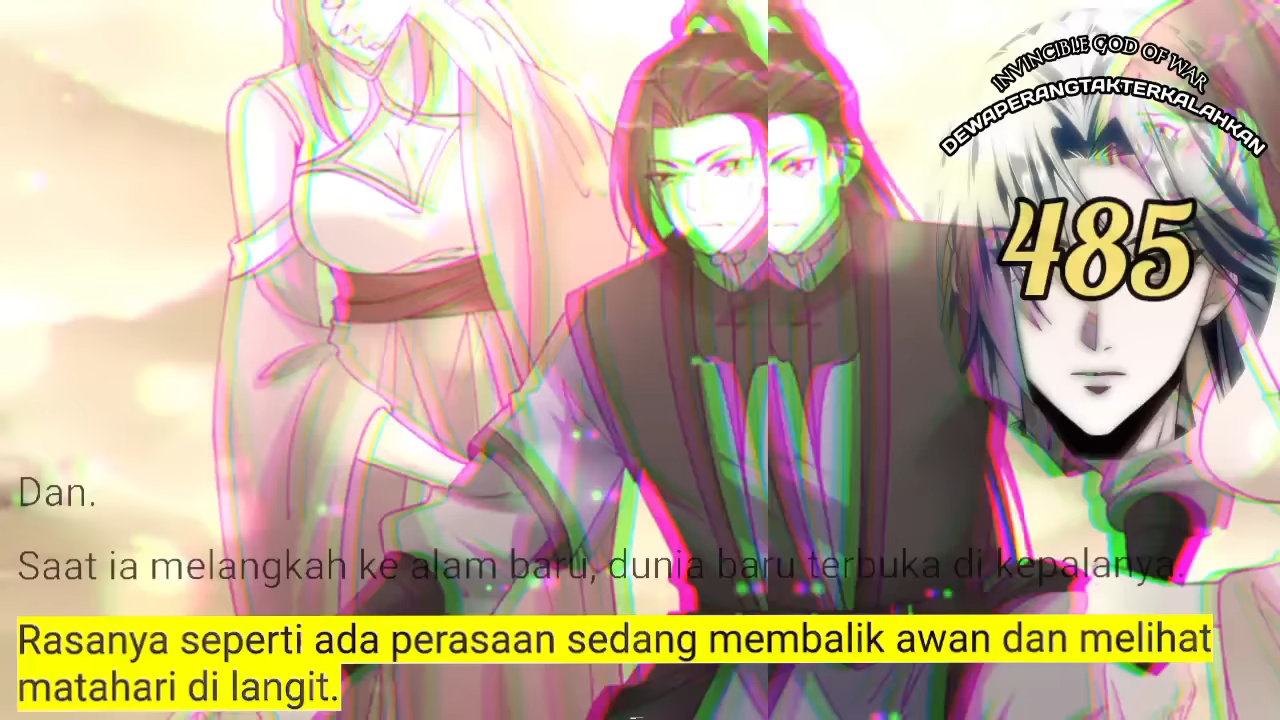 INVINCIBLE GOD OF WAR
DEWAPERANGTAKTERKALAHKAN
485
Dan.
Saat ia melangkah ke alam baru, dunia baru terbuka di kepalanya.
Rasanya seperti ada perasaan sedang membalik awan dan melihat
matahari di langit.